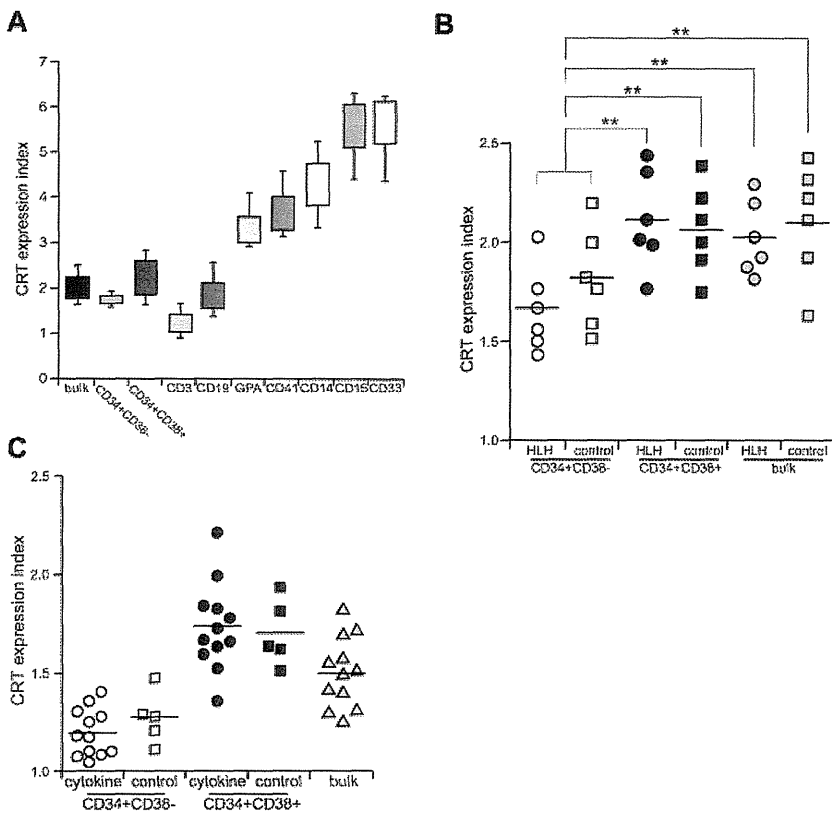 A
CRT expression index
7
6
5
4
3
2
1
0
bulk
CD34+CD38-
CD34+CD38+
CD3
CD19
GPA
CD41
CD14
CD15
CD33
B
**
**
**
**
CRT expression index
2.5
2.0
1.5
1.0
HLH control HLH control HLH control
CD34+CD38- CD34+CD38+ bulk
C
CRT expression index
2.5
2.0
1.5
1.0
cytokine control cytokine control bulk
CD34+CD38- CD34+CD38+